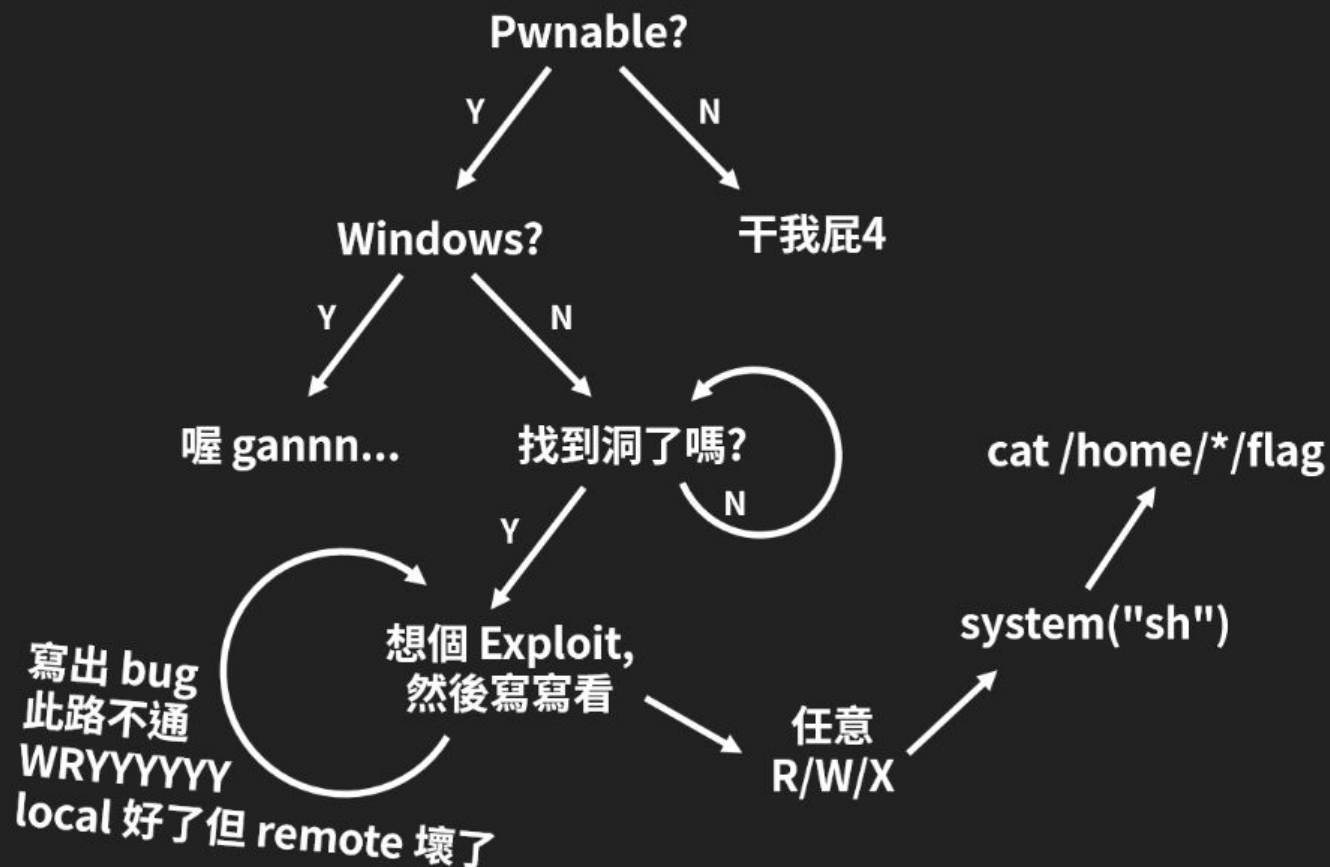 Pwnable?
Y
N
Windows?
干我屁4
Y
N
喔 gannn...
找到洞了嗎?
N
cat /home/*/flag
Y
system("sh")
想個 Exploit,
然後寫寫看
寫出 bug
此路不通
WRYYYYYY
local 好了但 remote 壞了
任意
R/W/X